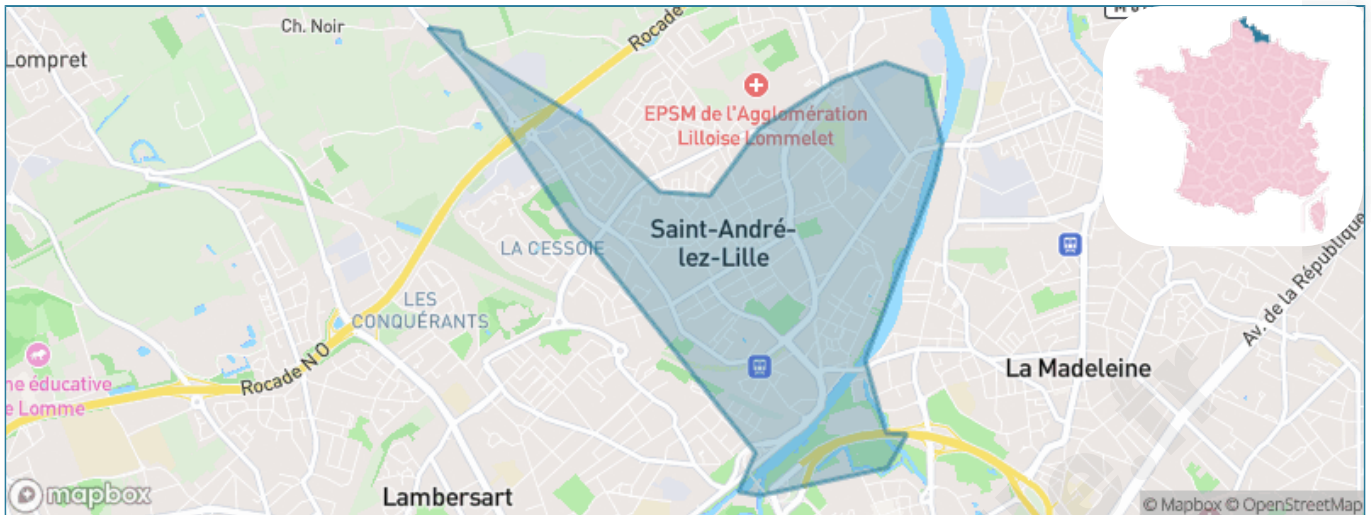 Ch. Noir
Lompret
Rocade
EPSM de l'Agglomération
Lilloise Lommelet
Saint-André-
lez-Lille
LA CESSOIE
LES
CONQUÉRANTS
Rocade N O
Av. de la République
La Madeleine
ne éducative
e Lomme
Lambersart
mapbox
© Mapbox © OpenStreetMap